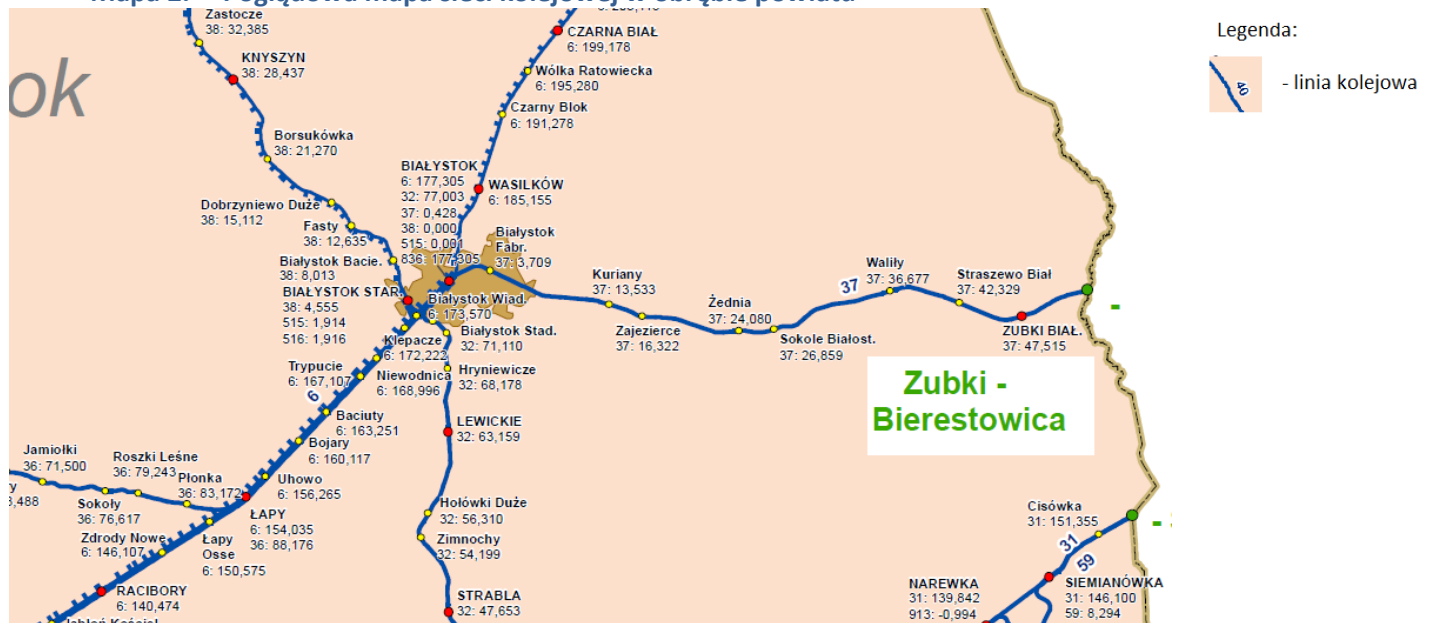 Mapa 2. Poglądowa mapa sieci kolejowej w obrębie powiatu
Legenda:
40
- linia kolejowa
ok
Zastocze
38: 32,385
KNYSZYN
38: 28,437
Borsukówka
38: 21,270
Dobrzyniewo Duże
38: 15,112
Fasty
38: 12,635
Białystok Bacie.
38: 8,013
BIAŁYSTOK STAR.
38: 4,555
515: 1,914
516: 1,916
CZARNA BIAŁ
6: 199,178
Wólka Ratowiecka
6: 195,280
Czarny Blok
6: 191,278
BIAŁYSTOK
6: 177,305
32: 77,003
37: 0,428
38: 0,000
515: 0,001
836: 177,305
WASILKÓW
6: 185,155
Białystok
Fabr.
37: 3,709
Białystok Wiad.
6: 173,570
Białystok Stad.
32: 71,110
Klepacze
6: 172,222
Kuriany
37: 13,533
Zajezierce
37: 16,322
Żednia
37: 24,080
Sokole Białost.
37: 26,859
37
Waliły
37: 36,677
Straszewo Biał
37: 42,329
ZUBKI BIAŁ.
37: 47,515
-
Zubki -
Bierestowica
Trypucie
6: 167,107
Niewodnica
6: 168,996
Hryniewicze
32: 68,178
6
Baciuty
6: 163,251
LEWICKIE
32: 63,159
Bojary
6: 160,117
Uhowo
6: 156,265
Jamiołki
36: 71,500
Roszki Leśne
36: 79,243
Płonka
36: 83,172
Sokoły
36: 76,617
ŁAPY
6: 154,035
36: 88,176
Zdrody Nowe
6: 146,107
Łapy
Osse
6: 150,575
RACIBORY
6: 140,474
Hołówki Duże
32: 56,310
Zimnochy
32: 54,199
STRABLA
32: 47,653
Cisówka
31: 151,355
-
31
59
NAREWKA
31: 139,842
913: -0,994
SIEMIANÓWKA
31: 146,100
59: 8,294